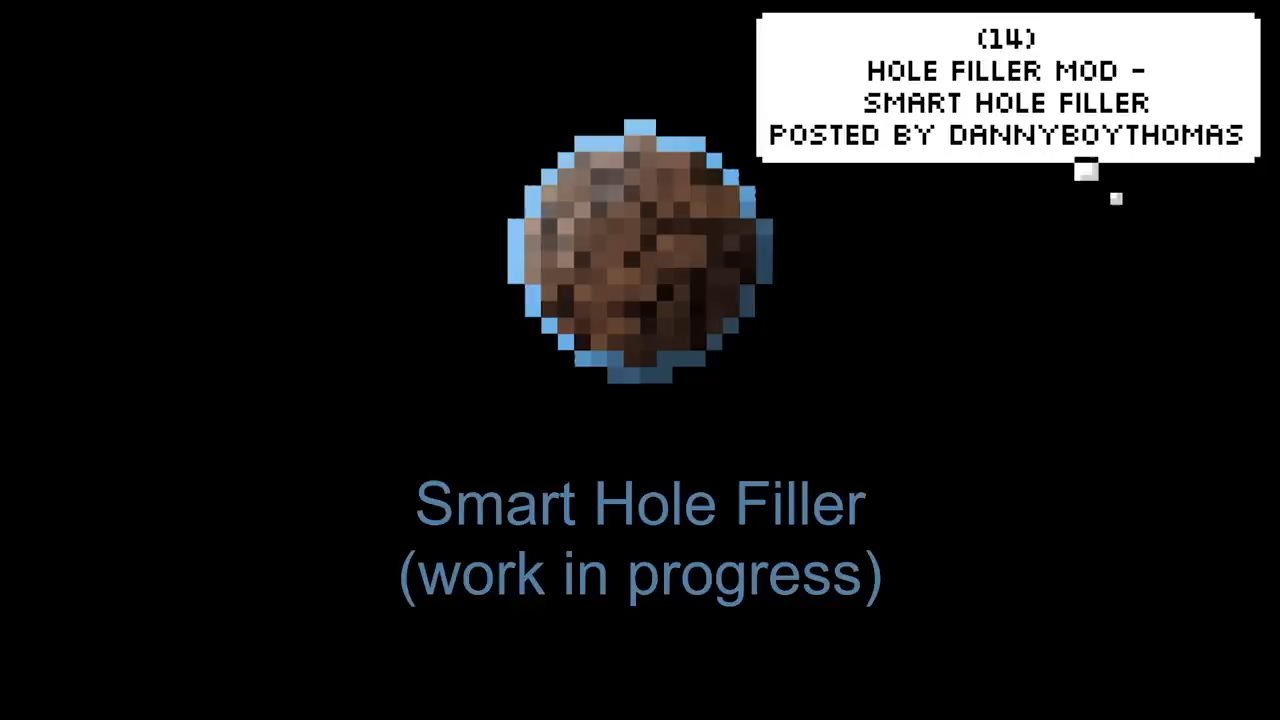 (14)
HOLE FILLER MOD -
SMART HOLE FILLER
POSTED BY DANNYBOYTHOMAS
Smart Hole Filler
(work in progress)